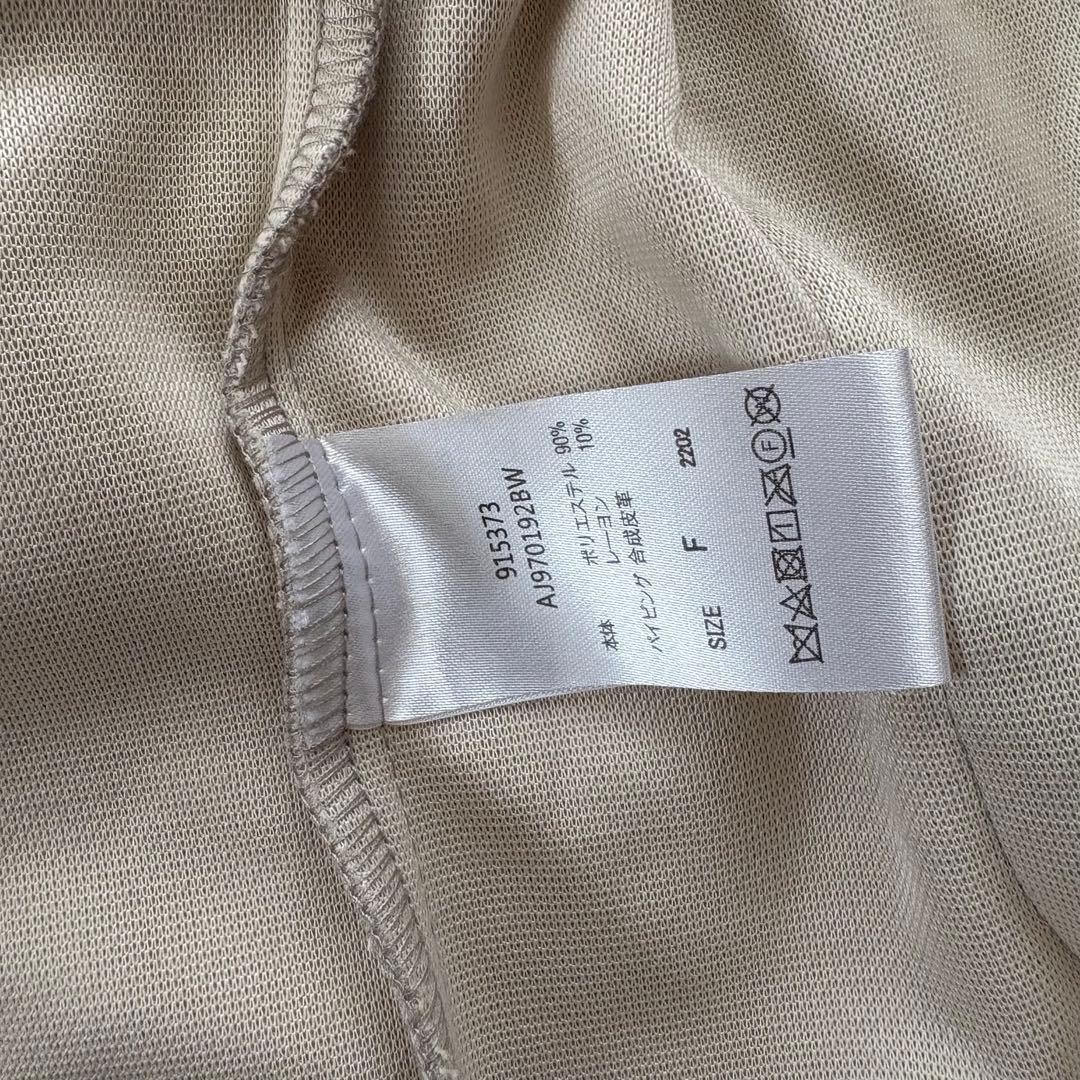 915373
AJ970192BW
本体 ポリエステル 90%
レーヨン 10%
パイピング 合成皮革
SIZE F 2202